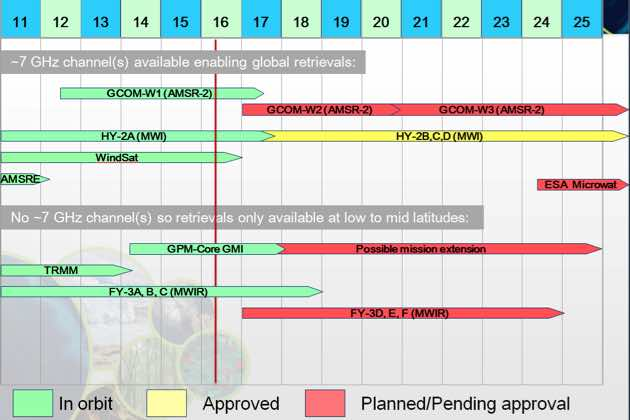 11 12 13 14 15 16 17 18 19 20 21 22 23 24 25
~7 GHz channel(s) available enabling global retrievals:
GCOM-W1 (AMSR-2)
GCOM-W2 (AMSR-2) GCOM-W3 (AMSR-2)
HY-2A (MWI) HY-2B,C,D (MWI)
WindSat
AMSRE
ESA Microwat
No ~7 GHz channel(s) so retrievals only available at low to mid latitudes:
GPM-Core GMI Possible mission extension
TRMM
FY-3A, B, C (MWIR)
FY-3D, E, F (MWIR)
In orbit Approved Planned/Pending approval